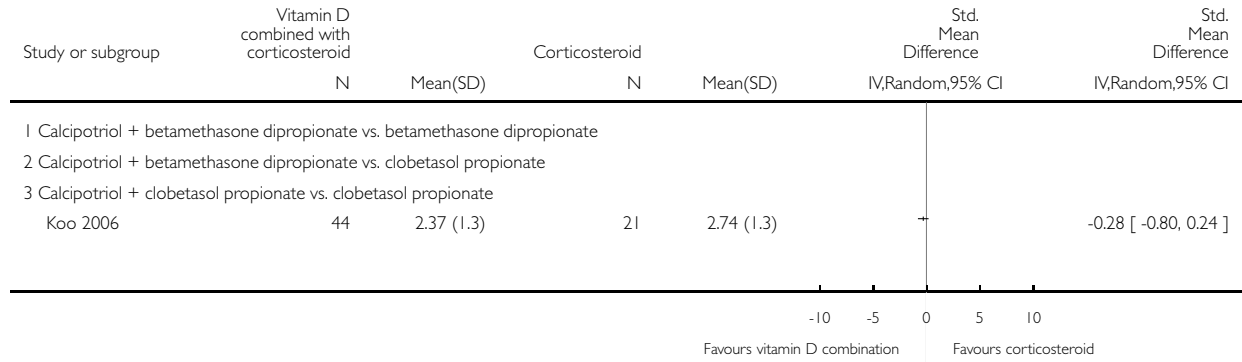 Study or subgroup
Vitamin D
combined with
corticosteroid
Corticosteroid
Std.
Mean
Difference
Std.
Mean
Difference
N Mean(SD) N Mean(SD) IV,Random,95% CI IV,Random,95% CI
1 Calcipotriol + betamethasone dipropionate vs. betamethasone dipropionate
2 Calcipotriol + betamethasone dipropionate vs. clobetasol propionate
3 Calcipotriol + clobetasol propionate vs. clobetasol propionate
Koo 2006 44 2.37 (1.3) 21 2.74 (1.3) -0.28 [ -0.80, 0.24 ]
-10 -5 0 5 10
Favours vitamin D combination Favours corticosteroid